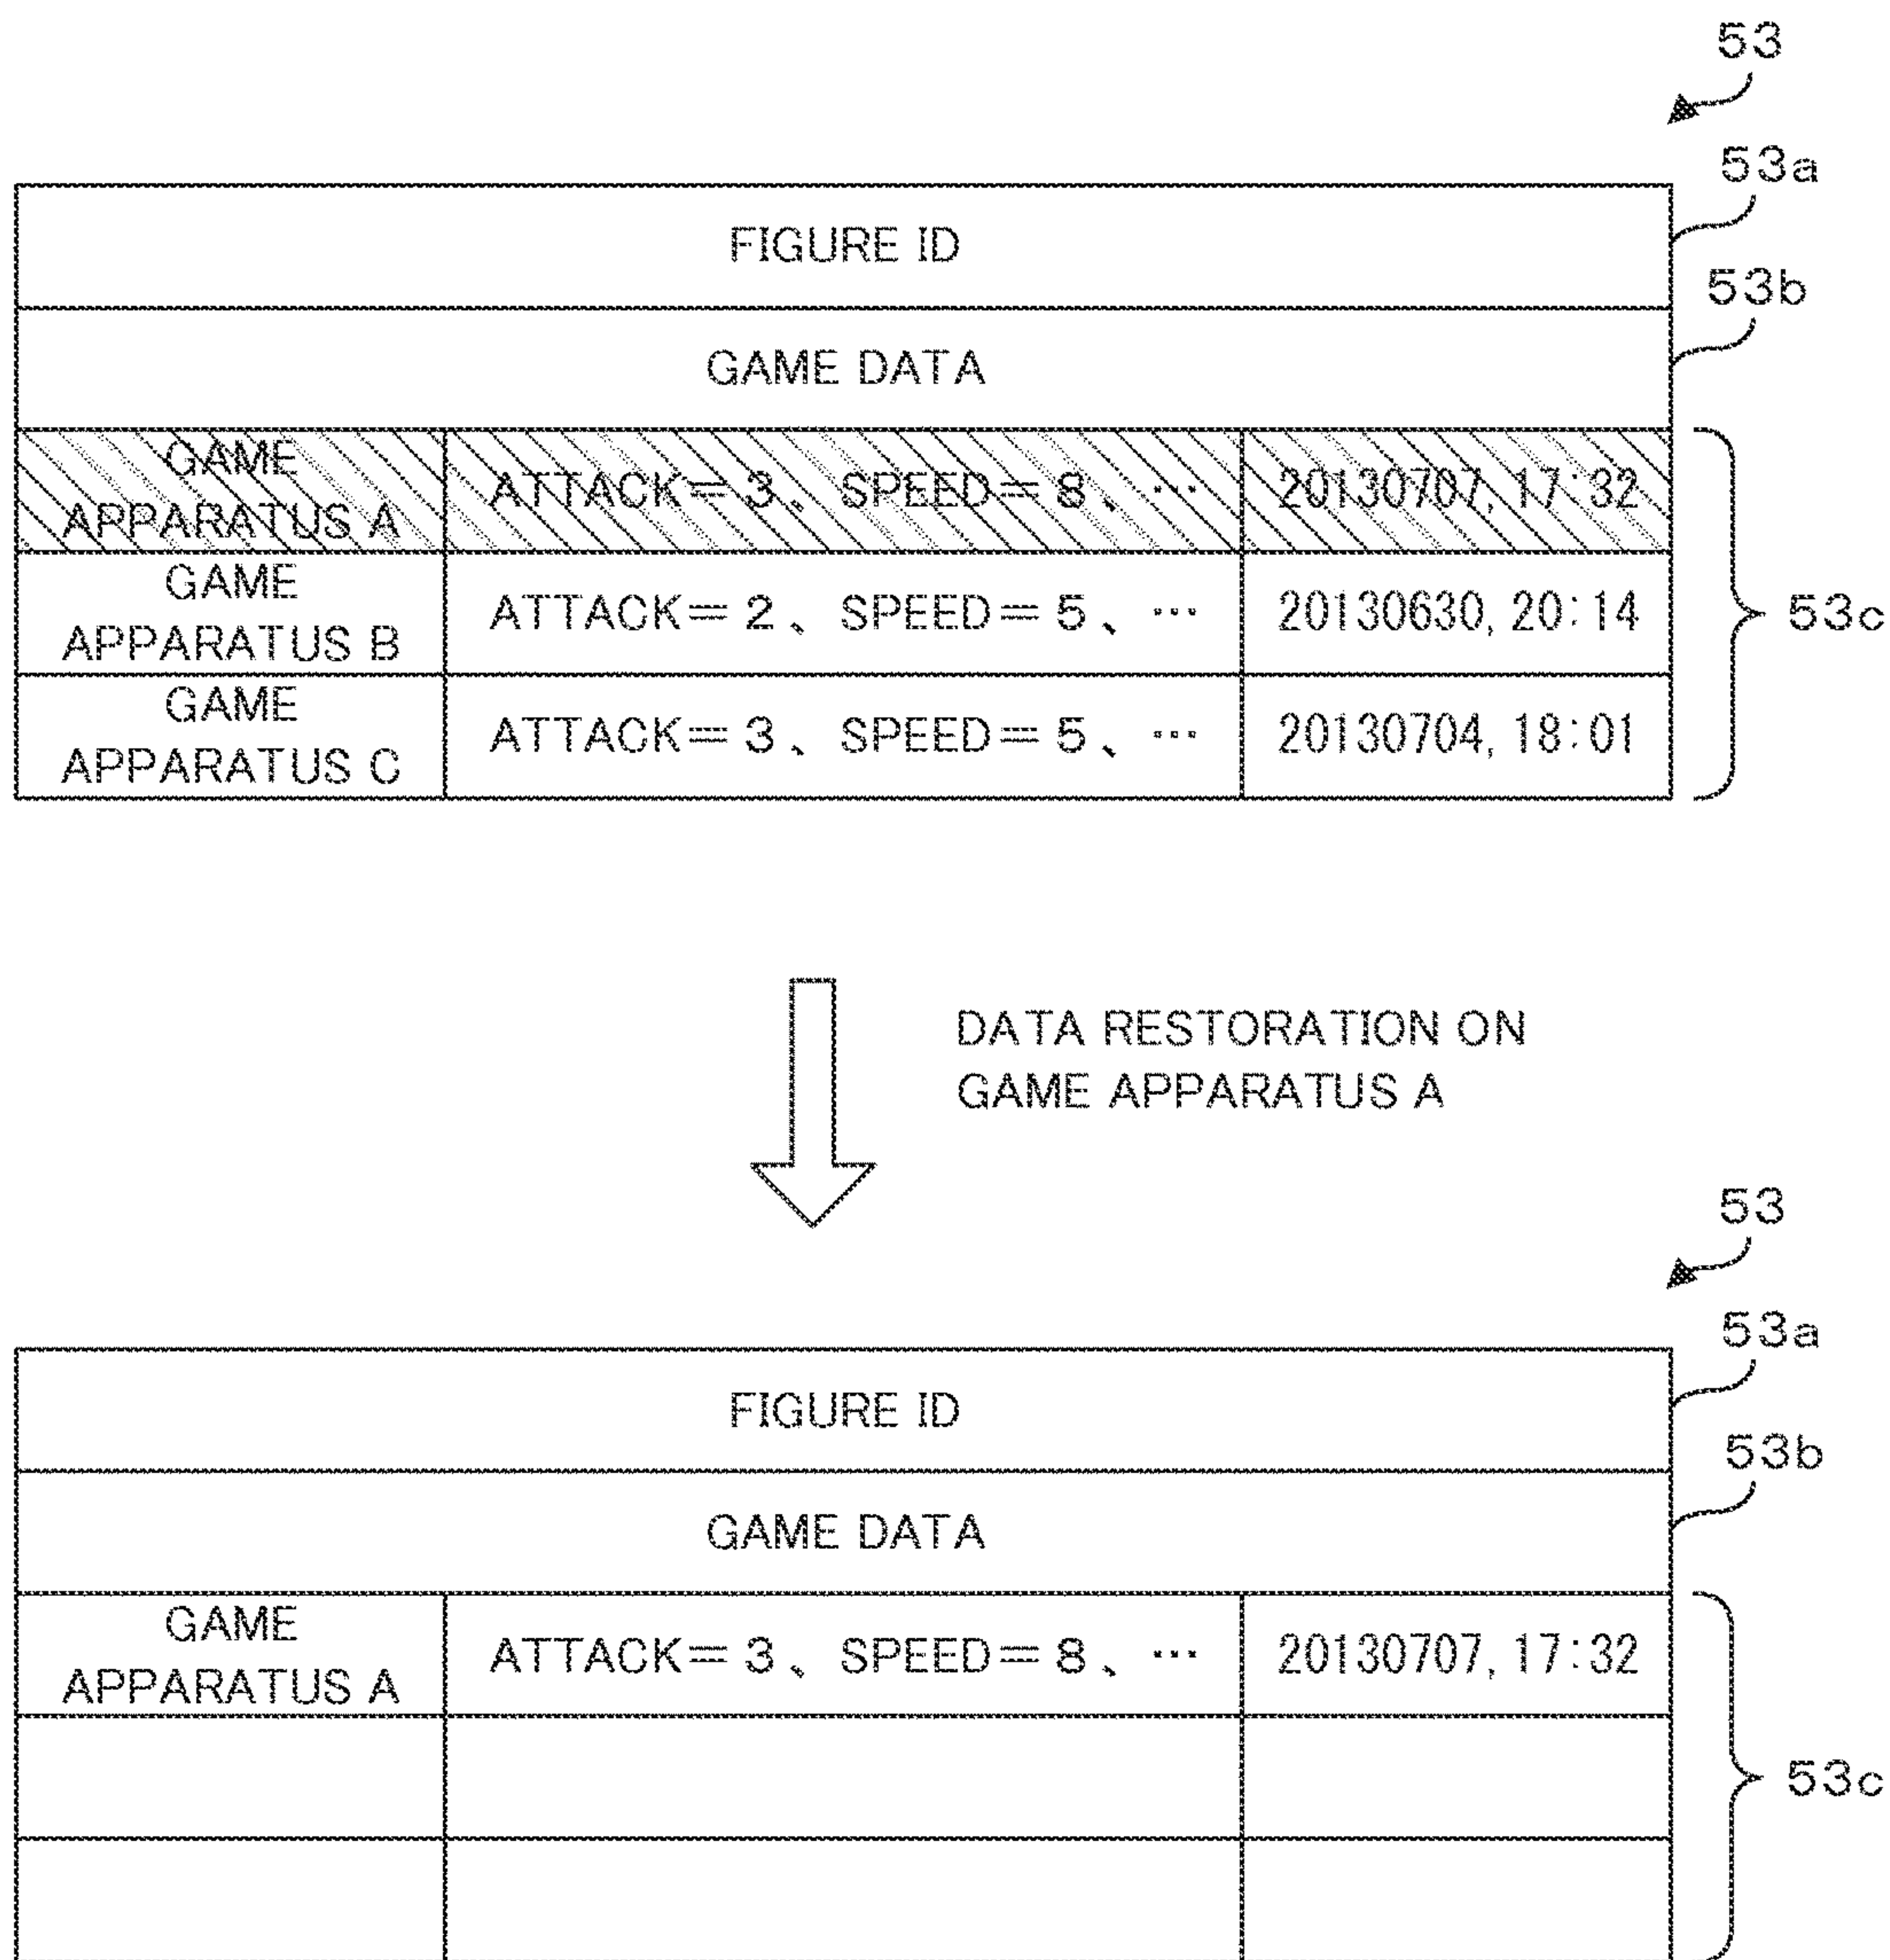 53
53a
FIGURE ID
53b
GAME DATA
GAME
APPARATUS A
ATTACK＝3、SPEED＝8、…
20130707, 17:32
GAME
APPARATUS B
ATTACK＝2、SPEED＝5、…
20130630, 20:14
53c
GAME
APPARATUS C
ATTACK＝3、SPEED＝5、…
20130704, 18:01
DATA RESTORATION ON
GAME APPARATUS A
53
53a
FIGURE ID
53b
GAME DATA
GAME
APPARATUS A
ATTACK＝3、SPEED＝8、…
20130707, 17:32
53c